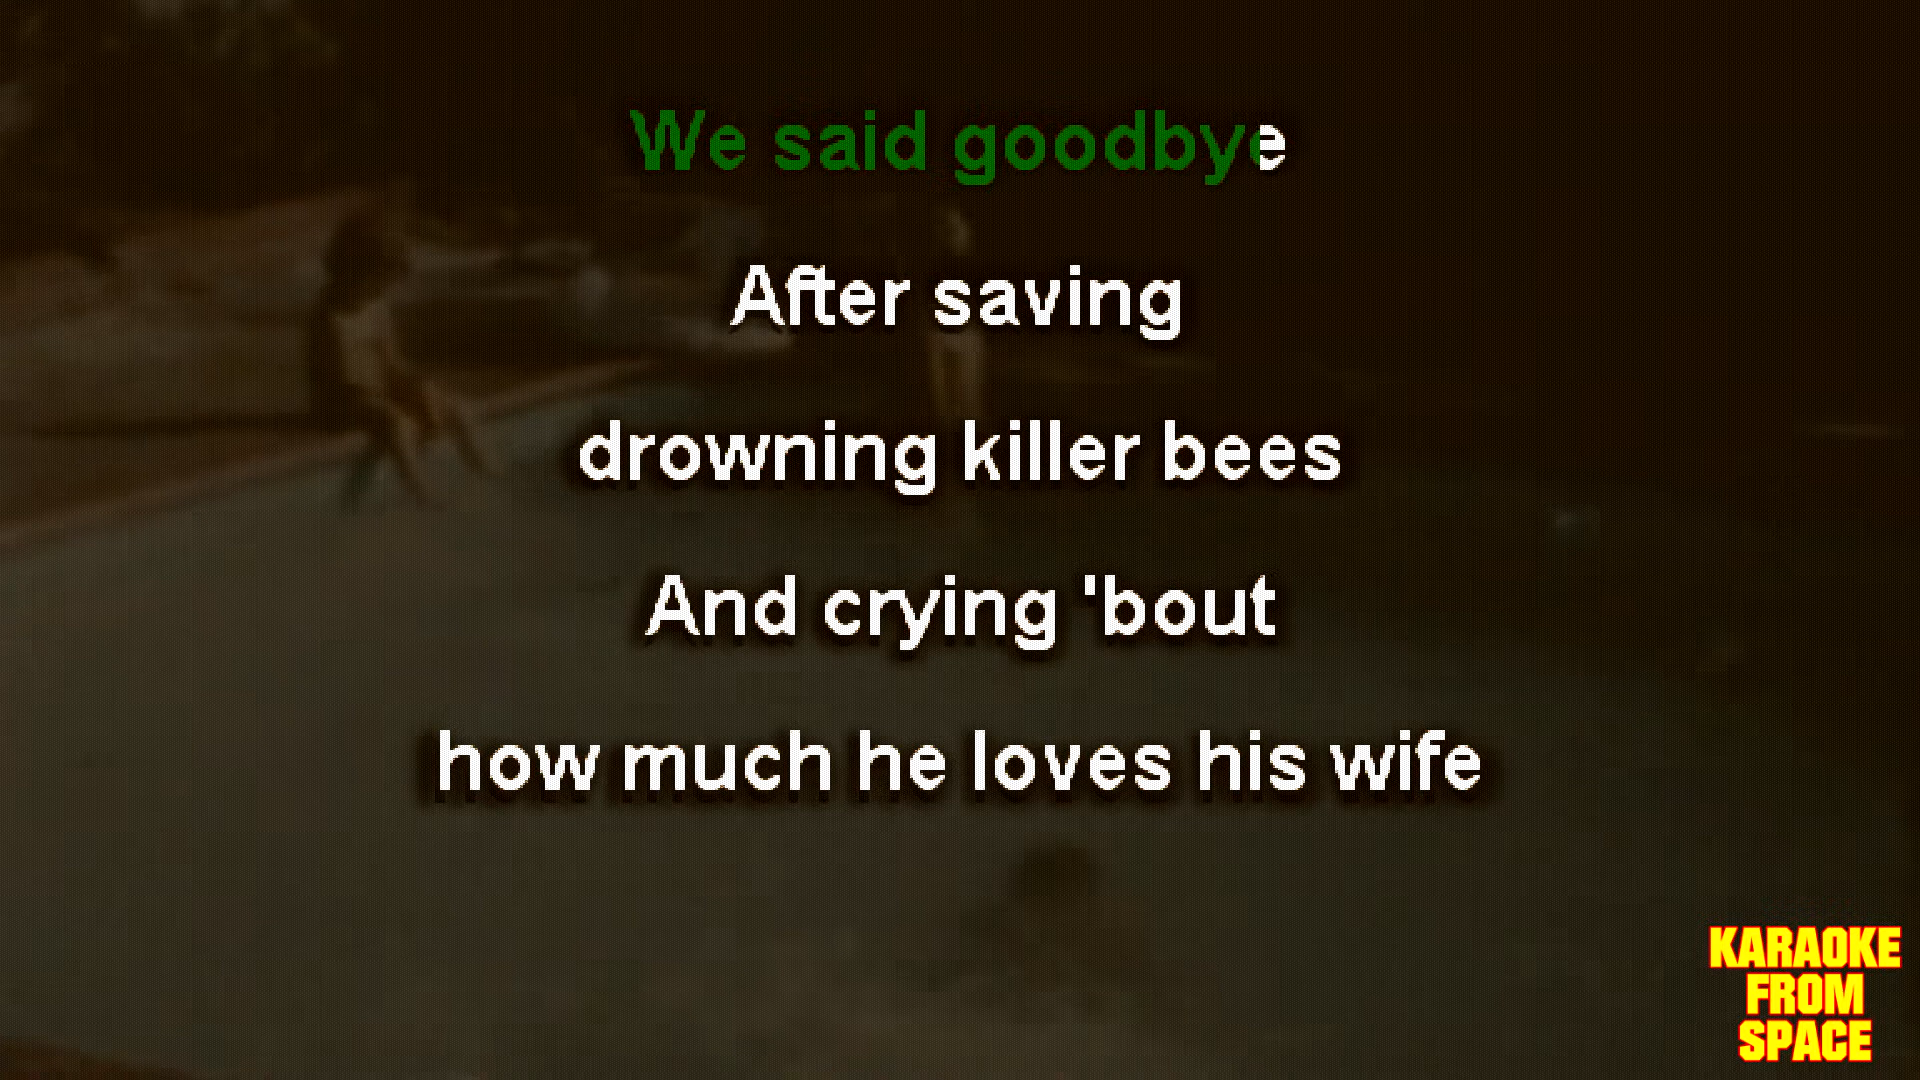 We said goodbye
After saving
drowning killer bees
And crying 'bout
how much he loves his wife
KARAOKE
FROM
SPACE